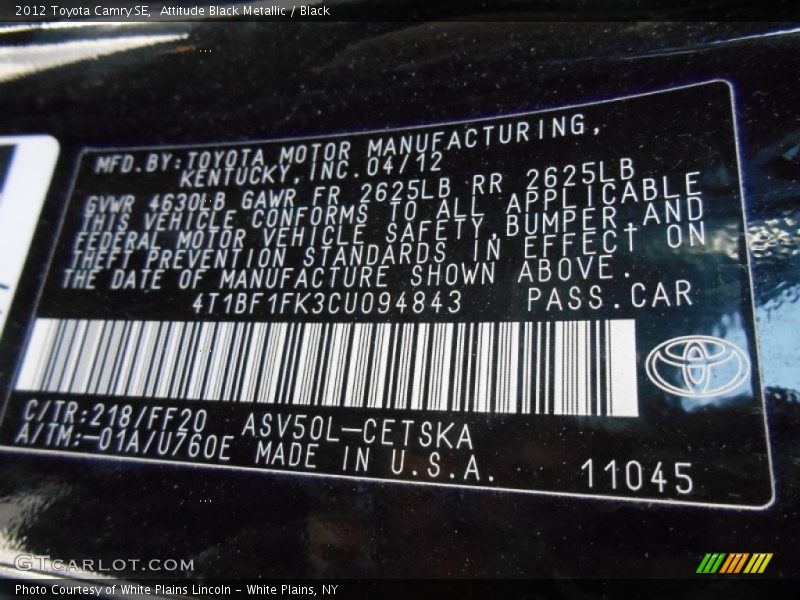 2012 Toyota Camry SE,  Attitude Black Metallic / Black
MFD.BY:TOYOTA MOTOR MANUFACTURING,
KENTUCKY,INC.04/12
GVWR 4630LB GAWR FR 2625LB RR 2625LB
THIS VEHICLE CONFORMS TO ALL APPLICABLE
FEDERAL MOTOR VEHICLE SAFETY,BUMPER,AND
THEFT PREVENTION STANDARDS IN EFFECT ON
THE DATE OF MANUFACTURE SHOWN ABOVE.
4T1BF1FK3CU094843 PASS.CAR
C/TR:218/FF20 ASV50L-CETSKA
A/TM:-01A/U760E MADE IN U.S.A. 11045
GTcarlot.com
Photo Courtesy of White Plains Lincoln - White Plains, NY